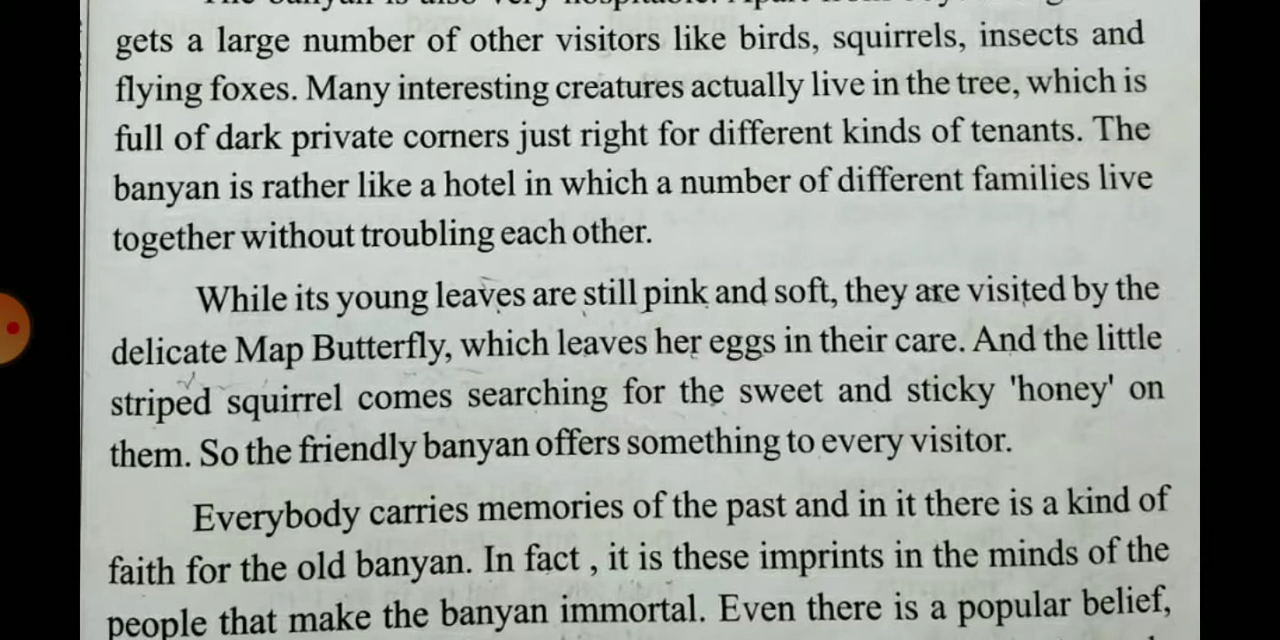 gets a large number of other visitors like birds, squirrels, insects and
flying foxes. Many interesting creatures actually live in the tree, which is
full of dark private corners just right for different kinds of tenants. The
banyan is rather like a hotel in which a number of different families live
together without troubling each other.
While its young leaves are still pink and soft, they are visited by the
delicate Map Butterfly, which leaves her eggs in their care. And the little
striped squirrel comes searching for the sweet and sticky 'honey' on
them. So the friendly banyan offers something to every visitor.
Everybody carries memories of the past and in it there is a kind of
faith for the old banyan. In fact , it is these imprints in the minds of the
people that make the banyan immortal. Even there is a popular belief,